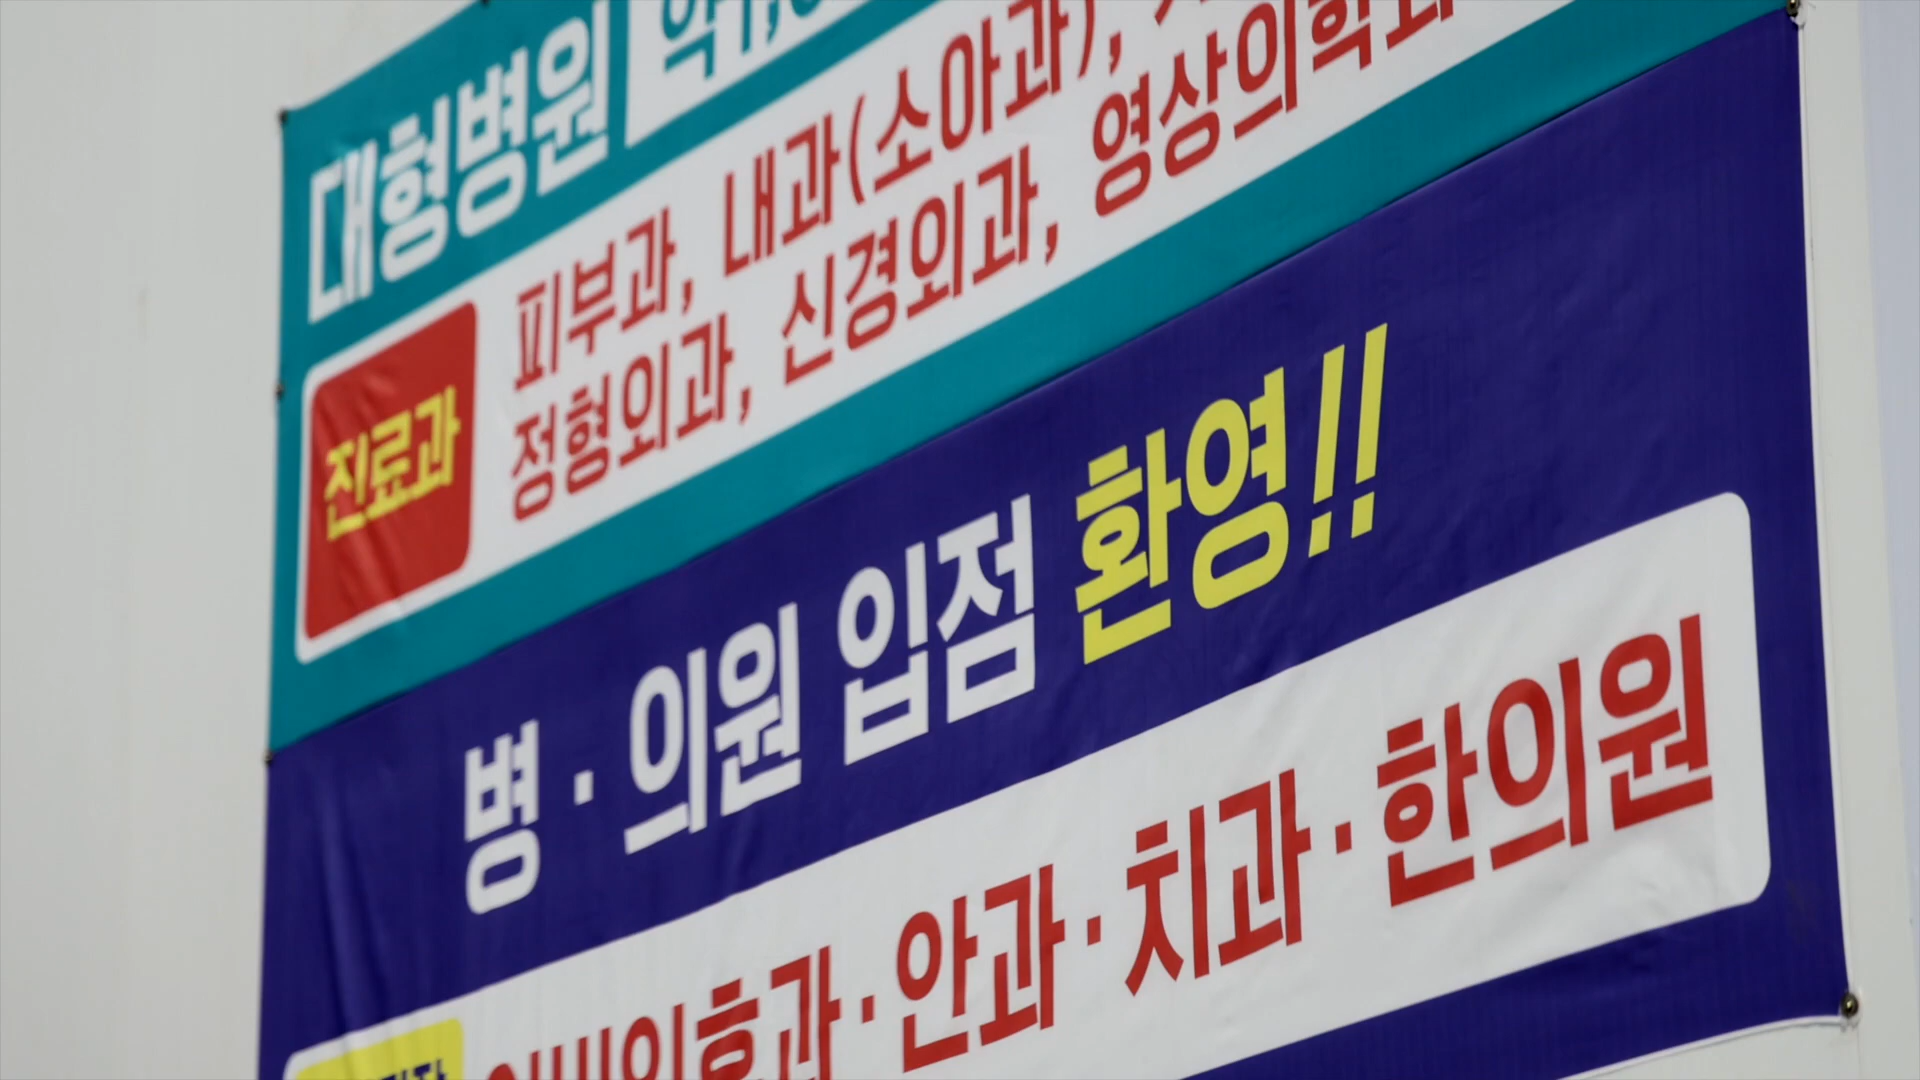 대형병원
피부과, 내과(소아과),
진료과
정형외과, 신경외과, 영상의학과
병·의원 입점 환영!!
이비인후과·안과·치과·한의원